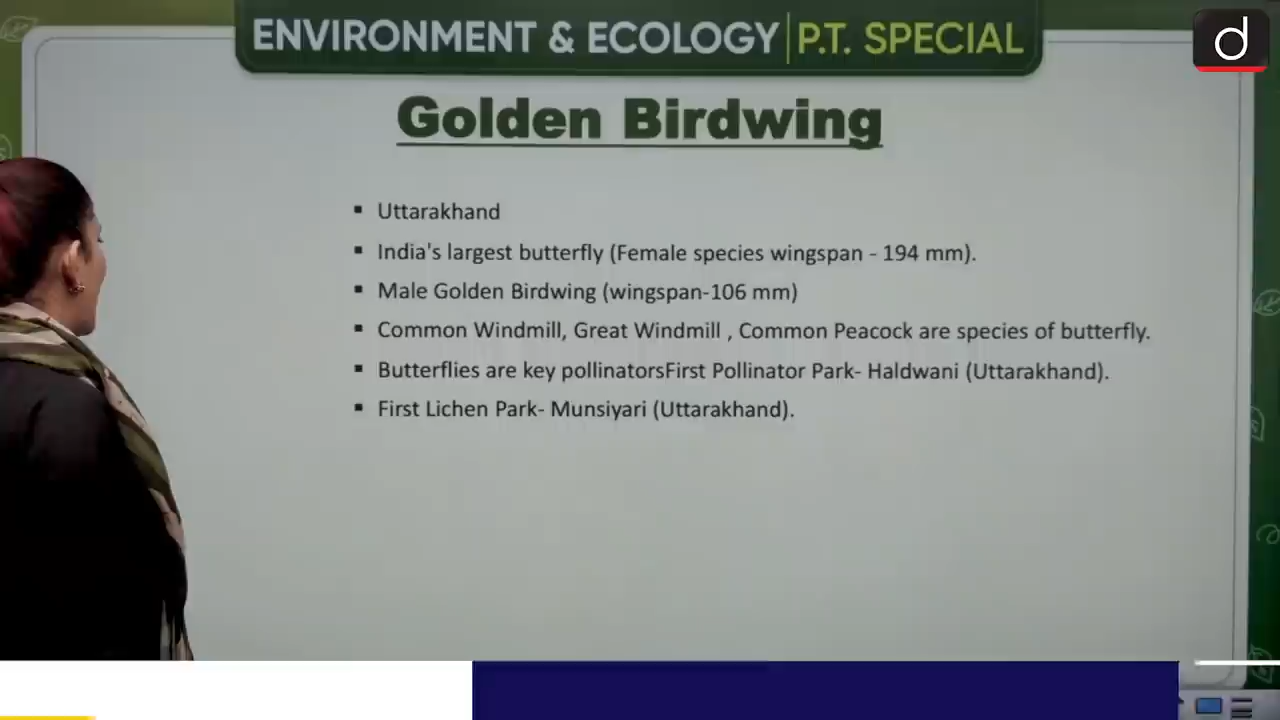 ENVIRONMENT & ECOLOGY | P.T. SPECIAL
d
Golden Birdwing
▪ Uttarakhand
▪ India's largest butterfly (Female species wingspan - 194 mm).
▪ Male Golden Birdwing (wingspan-106 mm)
▪ Common Windmill, Great Windmill , Common Peacock are species of butterfly.
▪ Butterflies are key pollinatorsFirst Pollinator Park- Haldwani (Uttarakhand).
▪ First Lichen Park- Munsiyari (Uttarakhand).